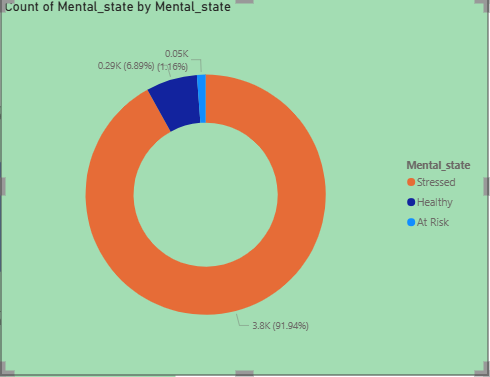 Count of Mental_state by Mental_state
0.05K
0.29K (6.89%) (1.16%)
Mental_state
Stressed
Healthy
At Risk
3.8K (91.94%)